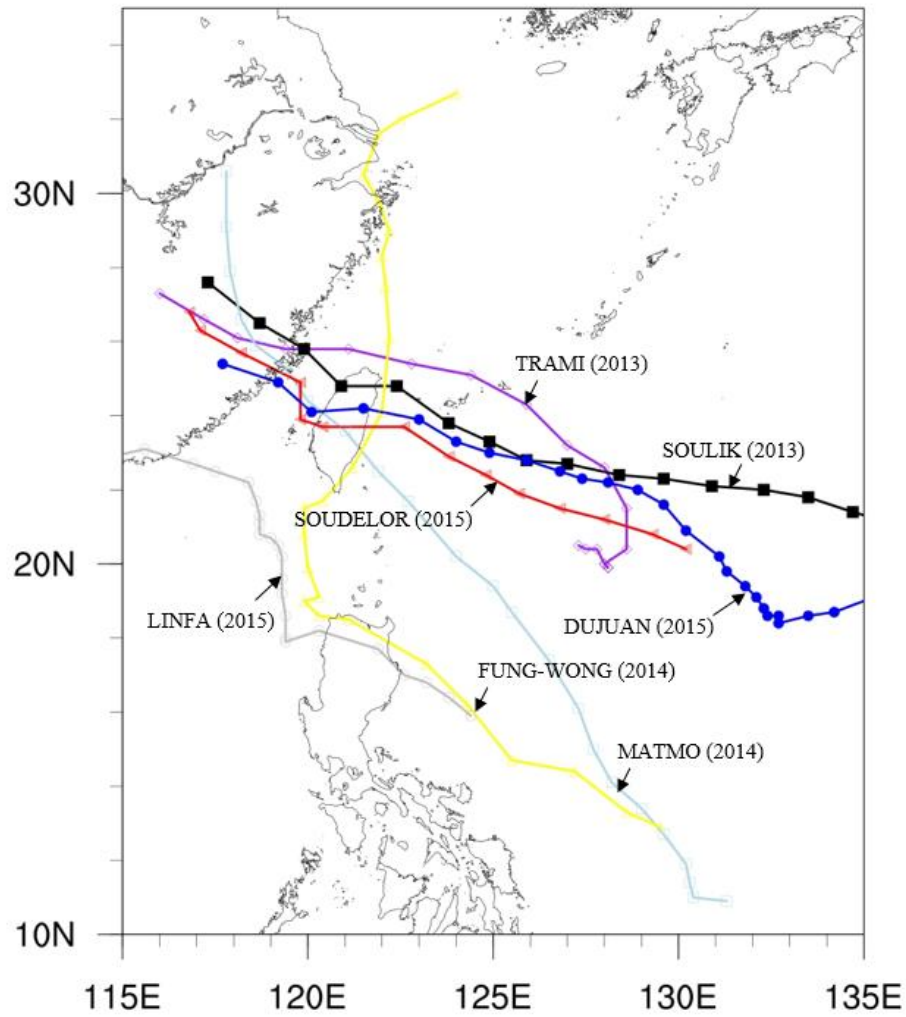 30N
TRAMI (2013)
SOULIK (2013)
SOUDELOR (2015)
20N
LINFA (2015)
DUJUAN (2015)
FUNG-WONG (2014)
MATMO (2014)
10N
115E 120E 125E 130E 135E